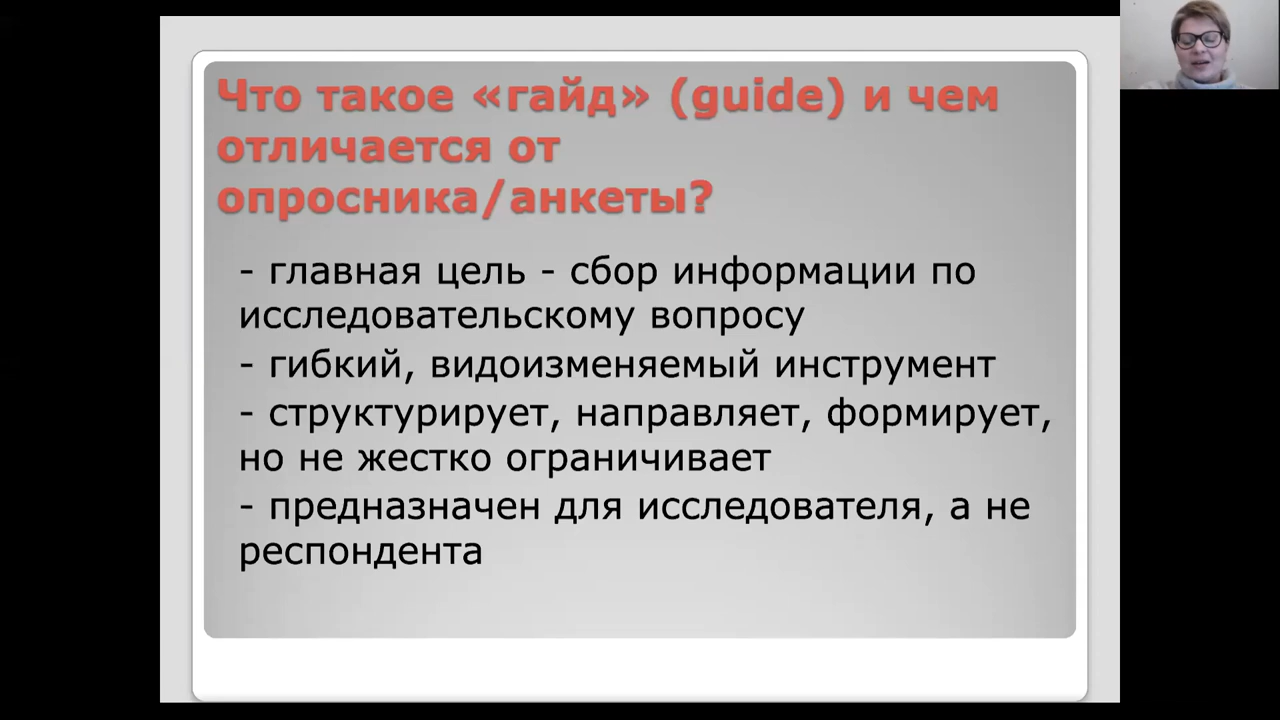 Что такое «гайд» (guide) и чем
отличается от
опросника/анкеты?
- главная цель - сбор информации по
исследовательскому вопросу
- гибкий, видоизменяемый инструмент
- структурирует, направляет, формирует,
но не жестко ограничивает
- предназначен для исследователя, а не
респондента